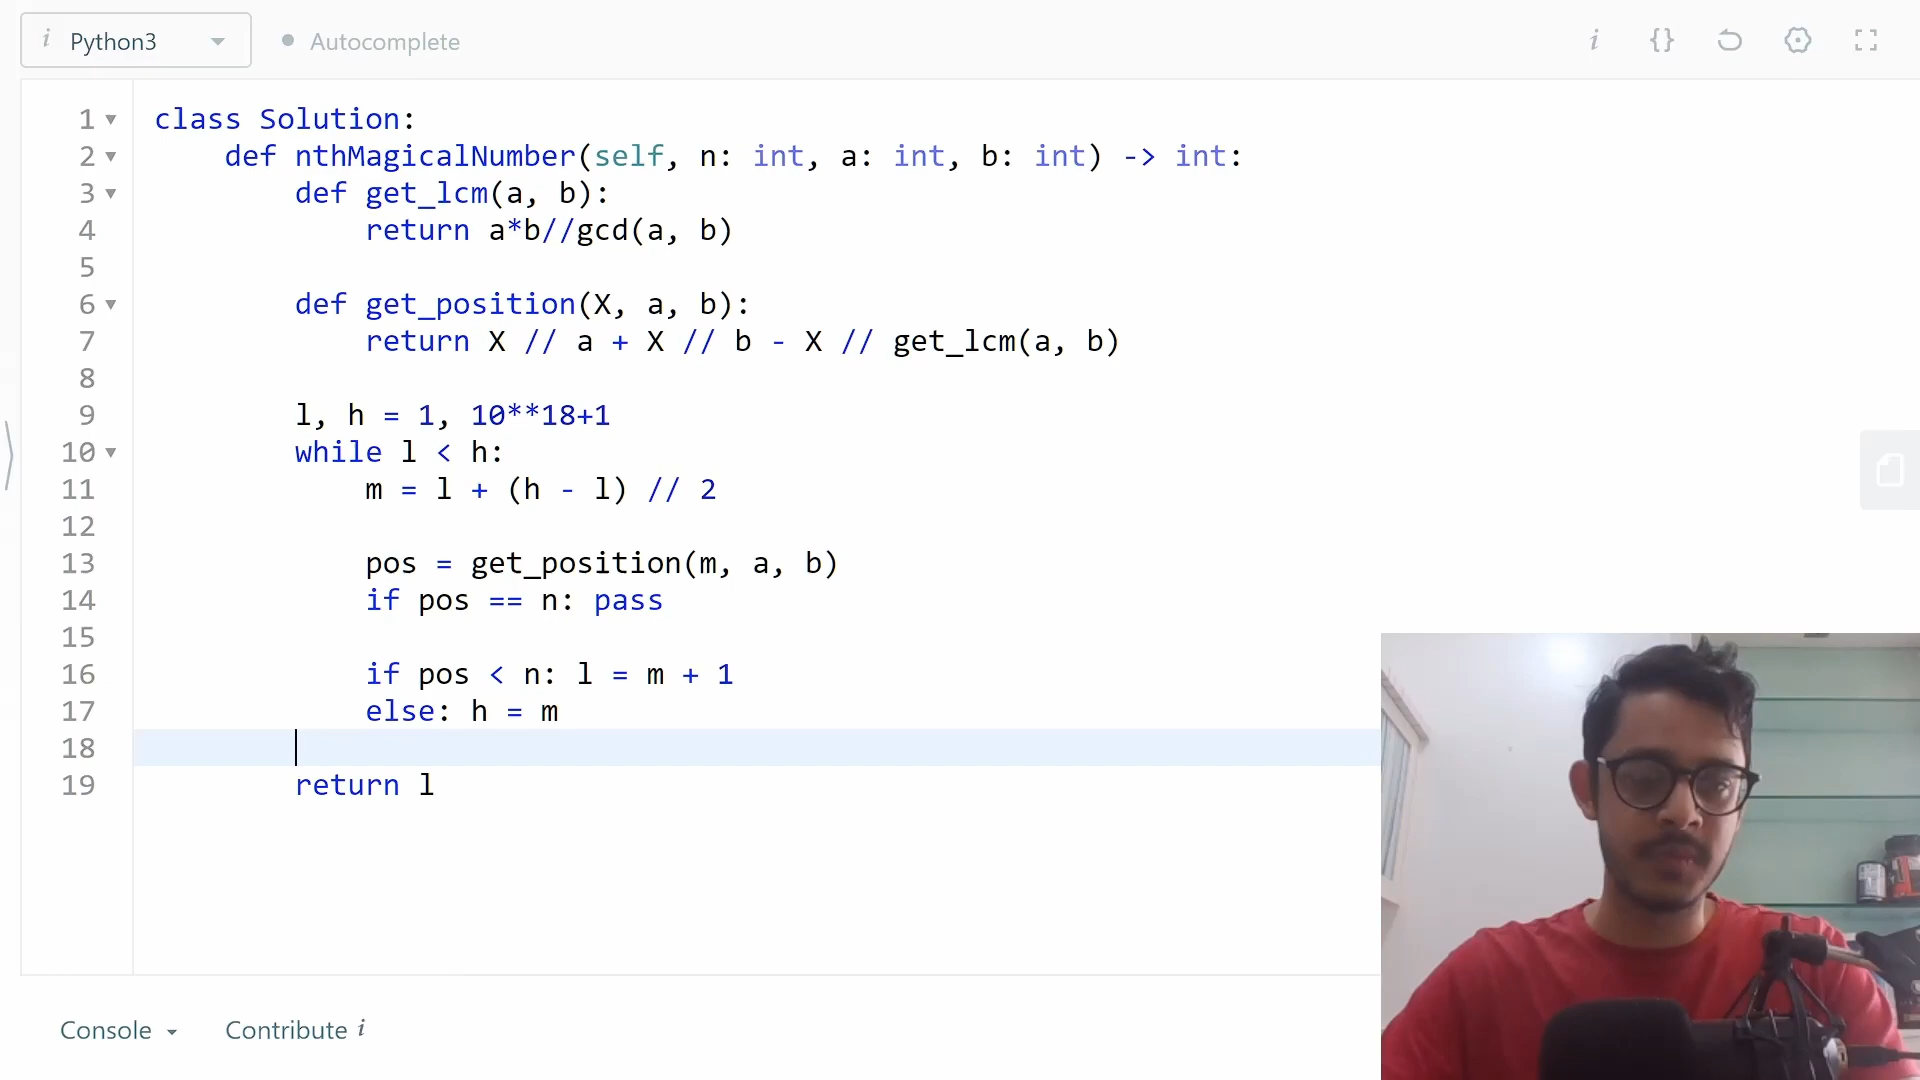 i Python3 Autocomplete i {}
1 class Solution:
2 def nthMagicalNumber(self, n: int, a: int, b: int) -> int:
3 def get_lcm(a, b):
4 return a*b//gcd(a, b)
5
6 def get_position(X, a, b):
7 return X // a + X // b - X // get_lcm(a, b)
8
9 l, h = 1, 10**18+1
10 while l < h:
11 m = l + (h - l) // 2
12
13 pos = get_position(m, a, b)
14 if pos == n: pass
15
16 if pos < n: l = m + 1
17 else: h = m
18
19 return l
Console Contribute i